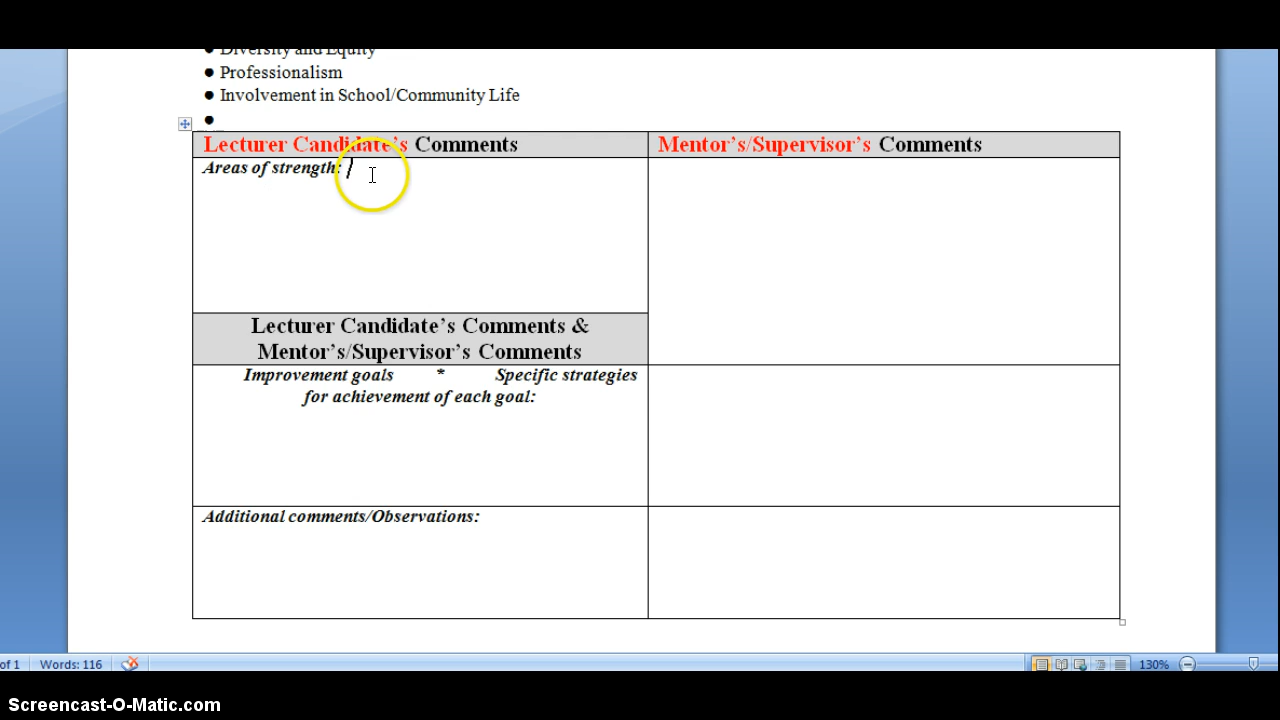 ● Diversity and Equity
● Professionalism
● Involvement in School/Community Life
●
Lecturer Candidate's Comments
Mentor's/Supervisor's Comments
Areas of strength:
Lecturer Candidate's Comments &
Mentor's/Supervisor's Comments
Improvement goals * Specific strategies
for achievement of each goal:
Additional comments/Observations:
of 1 Words: 116 130%
Screencast-O-Matic.com